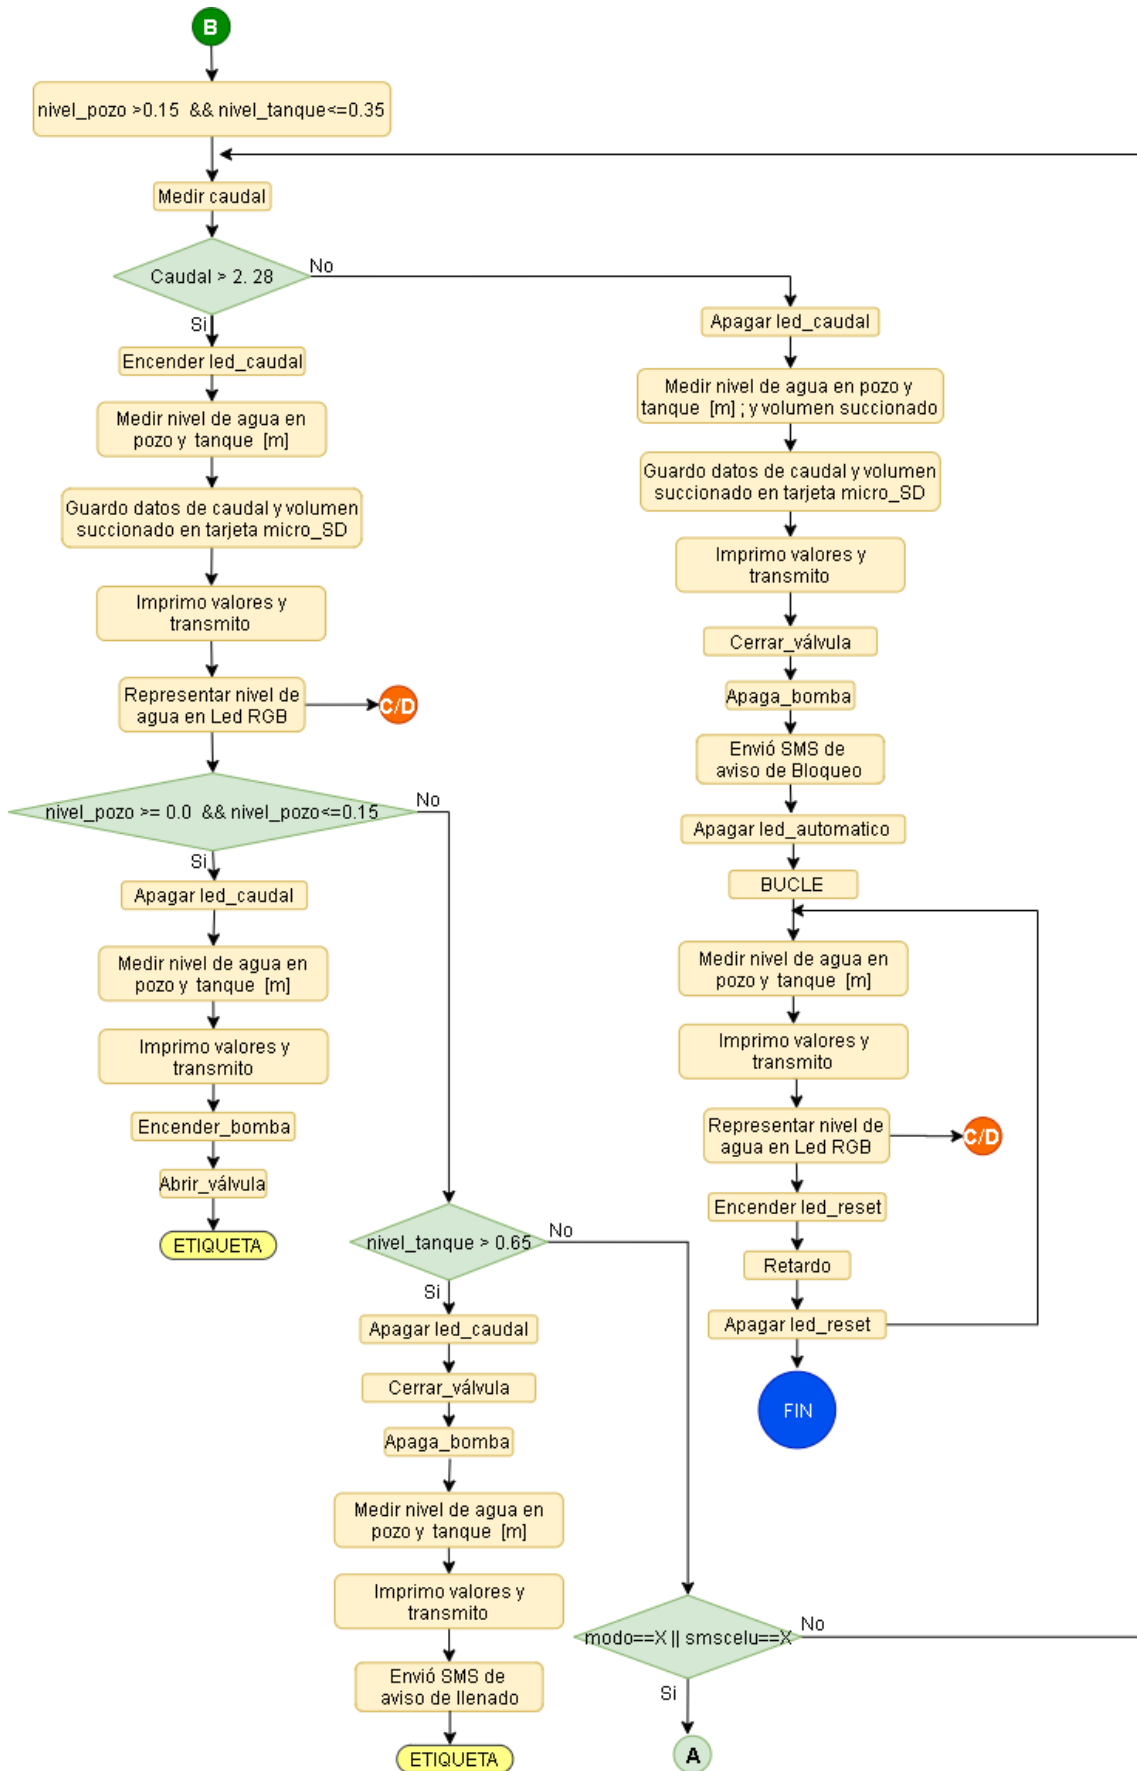 B
nivel_pozo >0.15 && nivel_tanque<=0.35
Medir caudal
Caudal > 2. 28
No
Si
Encender led_caudal
Medir nivel de agua en
pozo y tanque [m]
Guardo datos de caudal y volumen
succionado en tarjeta micro_SD
Imprimo valores y
transmito
Representar nivel de
agua en Led RGB
C/D
nivel_pozo >= 0.0 && nivel_pozo<=0.15
No
Si
Apagar led_caudal
Medir nivel de agua en
pozo y tanque [m]
Imprimo valores y
transmito
Encender_bomba
Abrir_válvula
ETIQUETA
nivel_tanque > 0.65
No
Si
Apagar led_caudal
Cerrar_válvula
Apaga_bomba
Medir nivel de agua en
pozo y tanque [m]
Imprimo valores y
transmito
Envió SMS de
aviso de llenado
ETIQUETA
modo==X || smscelu==X
No
Si
A
Apagar led_caudal
Medir nivel de agua en pozo y
tanque [m] ; y volumen succionado
Guardo datos de caudal y volumen
succionado en tarjeta micro_SD
Imprimo valores y
transmito
Cerrar_válvula
Apaga_bomba
Envió SMS de
aviso de Bloqueo
Apagar led_automatico
BUCLE
Medir nivel de agua en
pozo y tanque [m]
Imprimo valores y
transmito
Representar nivel de
agua en Led RGB
C/D
Encender led_reset
Retardo
Apagar led_reset
FIN